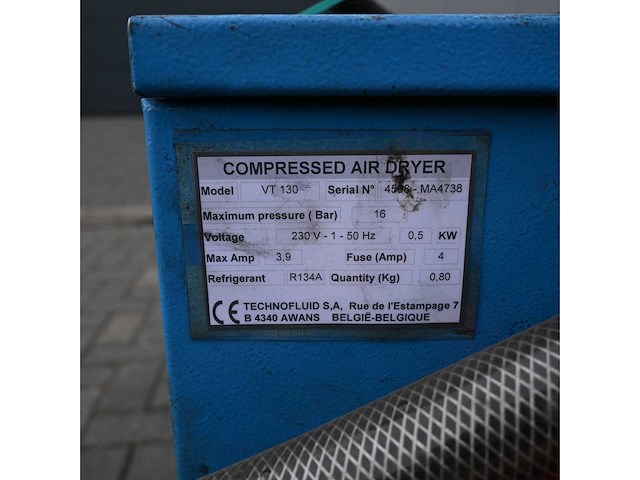 COMPRESSED AIR DRYER
Model VT 130 Serial N° 4598-.MA4738
Maximum pressure ( Bar) 16
Voltage 230 V - 1 - 50 Hz 0,5 KW
Max Amp 3,9 Fuse (Amp) 4
Refrigerant R134A Quantity (Kg) 0,80
CE TECHNOFLUID S,A, Rue de l'Estampage 7
B 4340 AWANS BELGIË-BELGIQUE